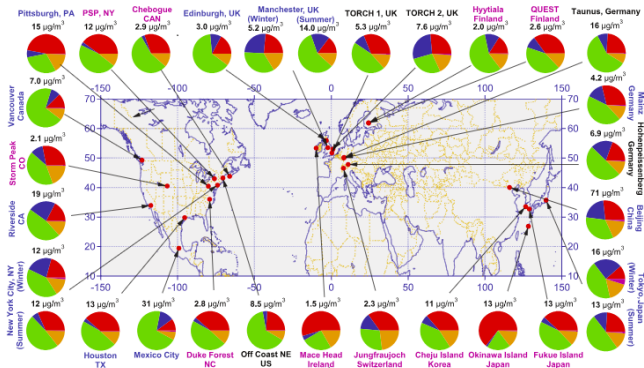 Pittsburgh, PA
15 µg/m³
PSP, NY
12 µg/m³
Chebogue
CAN
2.9 µg/m³
Edinburgh, UK
3.0 µg/m³
Manchester, UK
(Winter)
5.2 µg/m³
(Summer)
14.0 µg/m³
TORCH 1, UK
5.3 µg/m³
TORCH 2, UK
7.6 µg/m³
Hyytiala
Finland
2.0 µg/m³
QUEST
Finland
2.6 µg/m³
Taunus, Germany
16 µg/m³
Vancouver
Canada
7.0 µg/m³
Storm Peak
CO
2.1 µg/m³
Riverside
CA
19 µg/m³
New York City, NY
(Winter)
12 µg/m³
(Summer)
12 µg/m³
70
60
50
40
30
20
10
-150
-100
-50
0
50
100
150
70
60
50
40
30
20
10
4.2 µg/m³
Mainz
Germany
6.9 µg/m³
Hohenpeissenberg
Germany
71 µg/m³
Beijing
China
16 µg/m³
Tokyo, Japan
(Winter)
(Summer)
13 µg/m³
13 µg/m³
Houston
TX
31 µg/m³
Mexico City
2.8 µg/m³
Duke Forest
NC
8.5 µg/m³
Off Coast NE
US
1.5 µg/m³
Mace Head
Ireland
2.3 µg/m³
Jungfraujoch
Switzerland
11 µg/m³
Cheju Island
Korea
13 µg/m³
Okinawa Island
Japan
13 µg/m³
Fukue Island
Japan